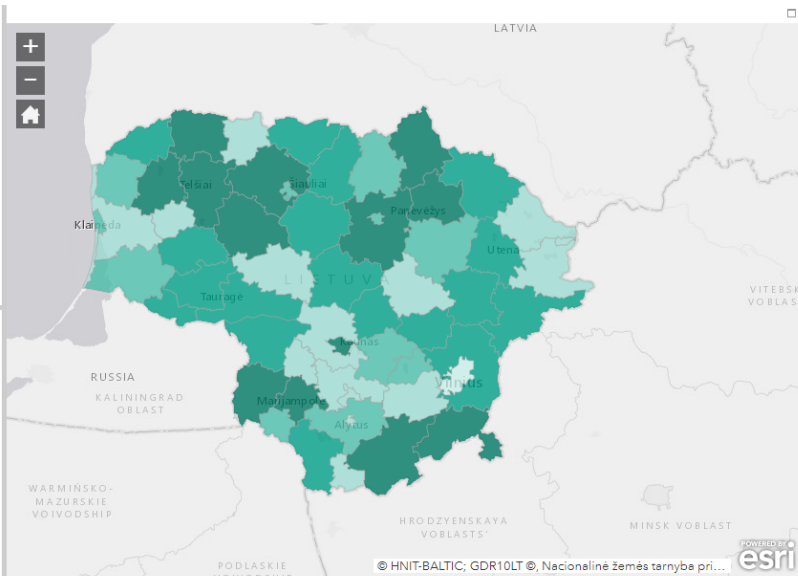 +
LATVIA
−
Telšiai
Šiauliai
Klaipėda
Panevėžys
Utena
LIETUVA
VITEBSK
VOBLAS
Tauragė
Kaunas
RUSSIA
Vilnius
KALININGRAD
OBLAST
Marijampolė
Alytus
WARMIŃSKO-
MAZURSKIE
VOIVODSHIP
HRODZYENSKAYA
VOBLASTS'
MINSK VOBLAST
POWERED BY
esri
PODLASKIE
© HNIT-BALTIC; GDR10LT ©, Nacionalinė žemės tarnyba pri...